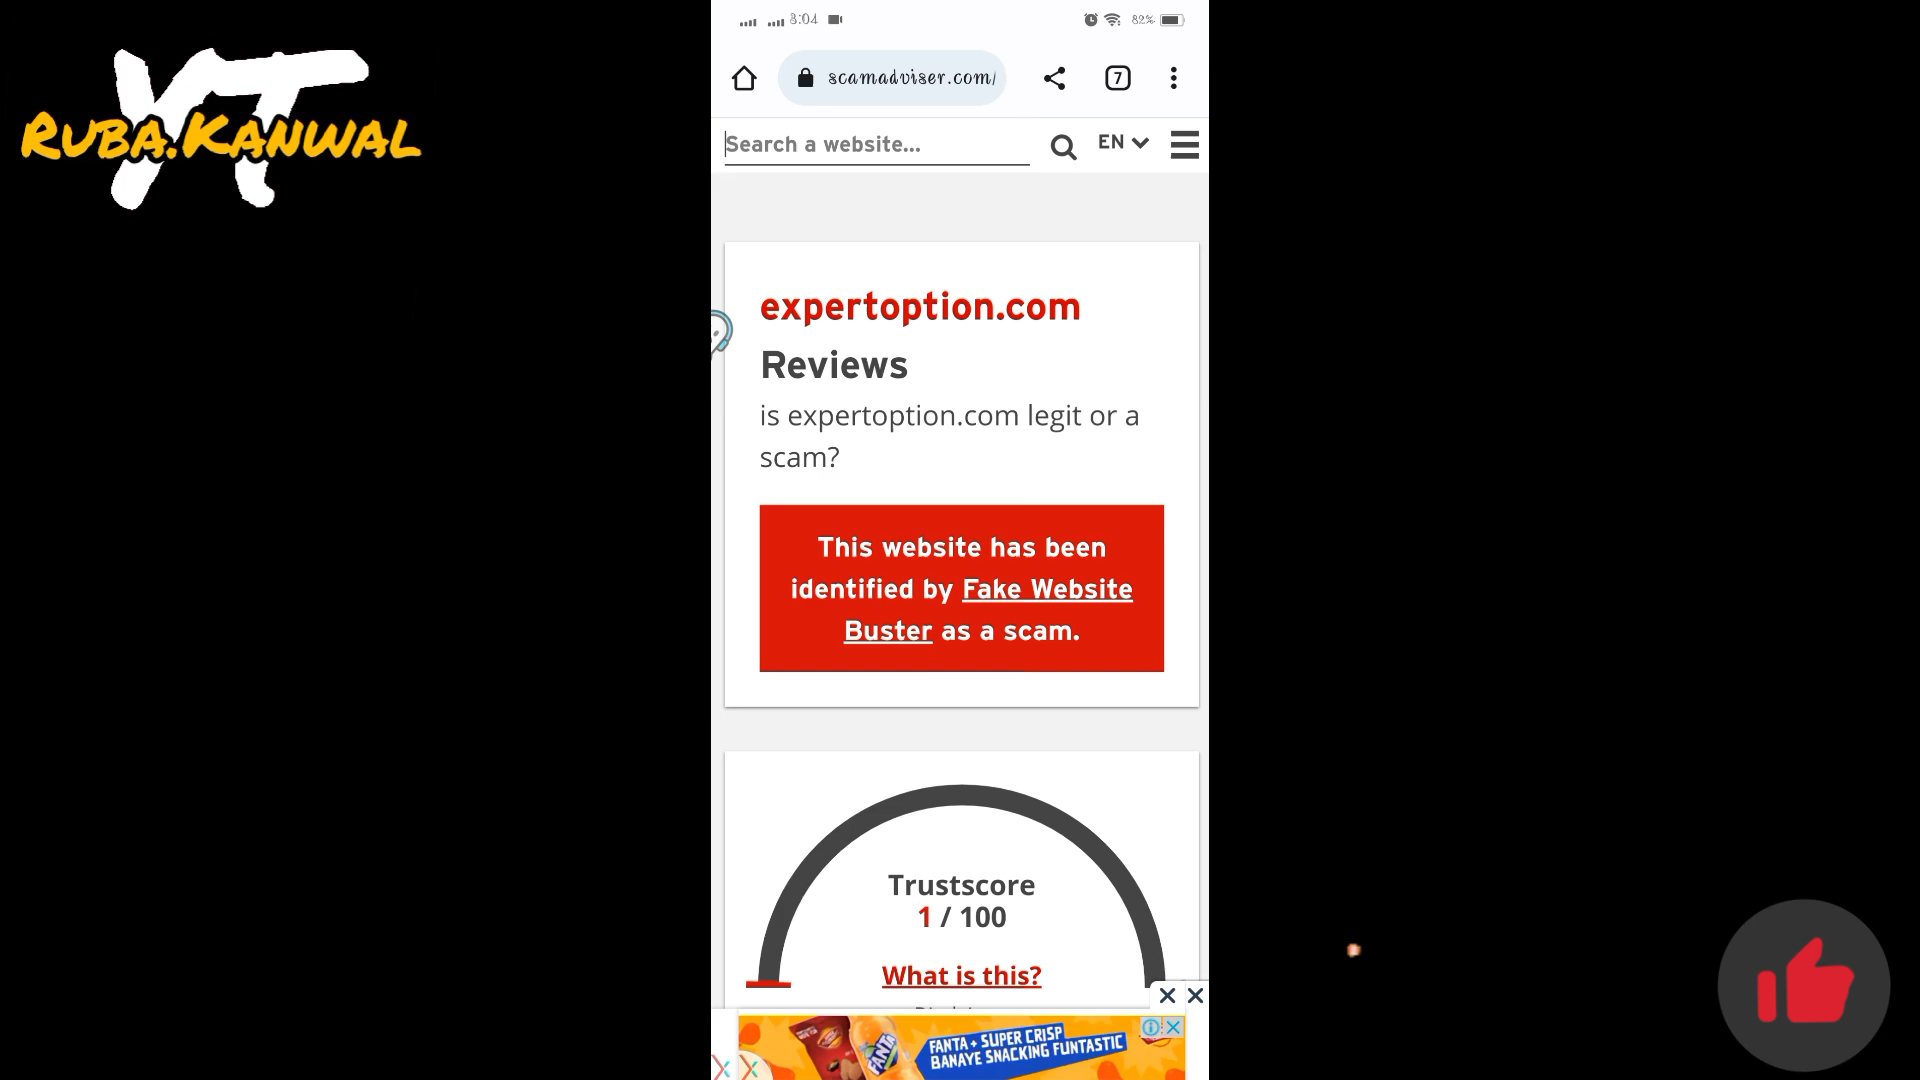 YT
RUBA.KANWAL
3:04
82%
scamadviser.com/
7
Search a website...
EN
expertoption.com
Reviews
is expertoption.com legit or a
scam?
This website has been
identified by Fake Website
Buster as a scam.
Trustscore
1 / 100
What is this?
FANTA
FANTA + SUPER CRISP
BANAYE SNACKING FUNTASTIC